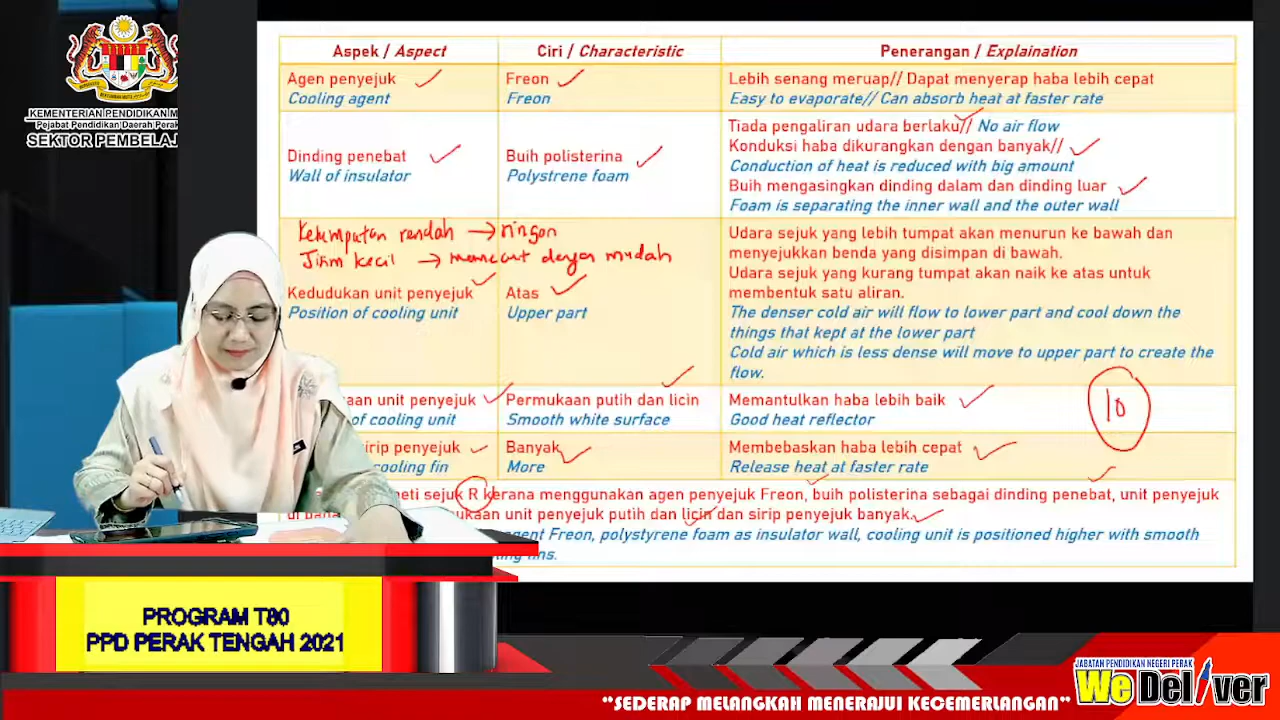 KEMENTERIAN PENDIDIKAN M
Pejabat Pendidikan Daerah Perak
SEKTOR PEMBELAJ
Aspek / Aspect
Ciri / Characteristic
Penerangan / Explaination
Agen penyejuk
Cooling agent
Freon
Freon
Lebih senang meruap// Dapat menyerap haba lebih cepat
Easy to evaporate// Can absorb heat at faster rate
Dinding penebat
Wall of insulator
Buih polisterina
Polystrene foam
Tiada pengaliran udara berlaku// No air flow
Konduksi haba dikurangkan dengan banyak//
Conduction of heat is reduced with big amount
Buih mengasingkan dinding dalam dan dinding luar
Foam is separating the inner wall and the outer wall
Ketumpatan rendah → ringan
Jisim kecil → memecut dengan mudah
Kedudukan unit penyejuk
Position of cooling unit
Atas
Upper part
Udara sejuk yang lebih tumpat akan menurun ke bawah dan
menyejukkan benda yang disimpan di bawah.
Udara sejuk yang kurang tumpat akan naik ke atas untuk
membentuk satu aliran.
The denser cold air will flow to lower part and cool down the
things that kept at the lower part
Cold air which is less dense will move to upper part to create the
flow.
aan unit penyejuk
of cooling unit
Permukaan putih dan licin
Smooth white surface
Memantulkan haba lebih baik
Good heat reflector
10
sirip penyejuk
cooling fin
Banyak
More
Membebaskan haba lebih cepat
Release heat at faster rate
eti sejuk R kerana menggunakan agen penyejuk Freon, buih polisterina sebagai dinding penebat, unit penyejuk
ukaan unit penyejuk putih dan licin dan sirip penyejuk banyak.
gent Freon, polystyrene foam as insulator wall, cooling unit is positioned higher with smooth
ling fins.
PROGRAM T80
PPD PERAK TENGAH 2021
JABATAN PENDIDIKAN NEGERI PERAK
We Deliver
"SEDERAP MELANGKAH MENERAJUI KECEMERLANGAN"